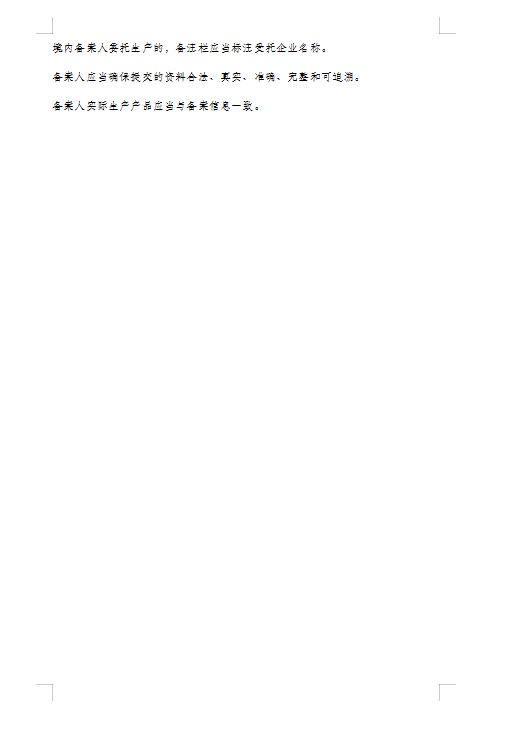 境内备案人委托生产的，备注栏应当标注受托企业名称。
备案人应当确保提交的资料合法、真实、准确、完整和可追溯。
备案人实际生产产品应当与备案信息一致。